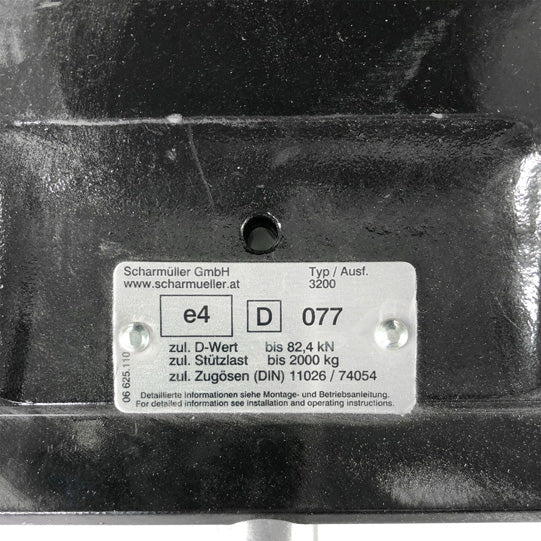 Scharmüller GmbH Typ / Ausf.
www.scharmueller.at 3200
e4 D 077
zul. D-Wert bis 82,4 kN
zul. Stützlast bis 2000 kg
zul. Zugösen (DIN) 11026 / 74054
06 625.110
Detaillierte Informationen siehe Montage- und Betriebsanleitung.
For detailed information see installation and operating instructions.